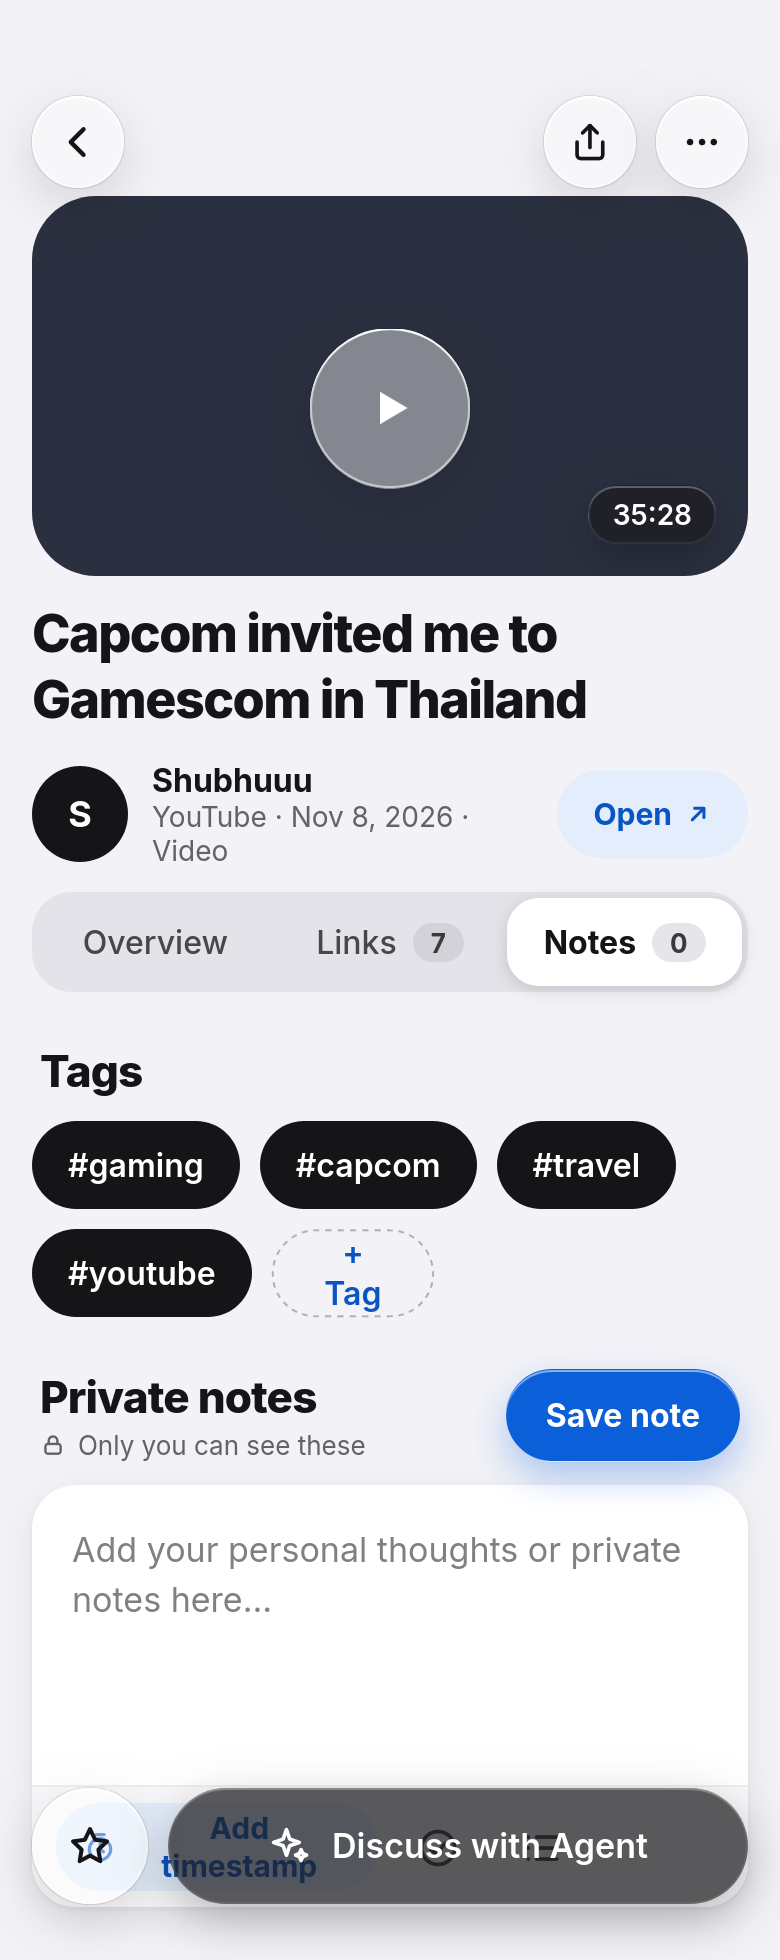 35:28
Capcom invited me to
Gamescom in Thailand
S
Shubhuuu
YouTube · Nov 8, 2026 ·
Video
Open
Overview
Links 7
Notes 0
Tags
#gaming
#capcom
#travel
#youtube
+
Tag
Private notes
Only you can see these
Save note
Add your personal thoughts or private
notes here...
Add
timestamp
Discuss with Agent